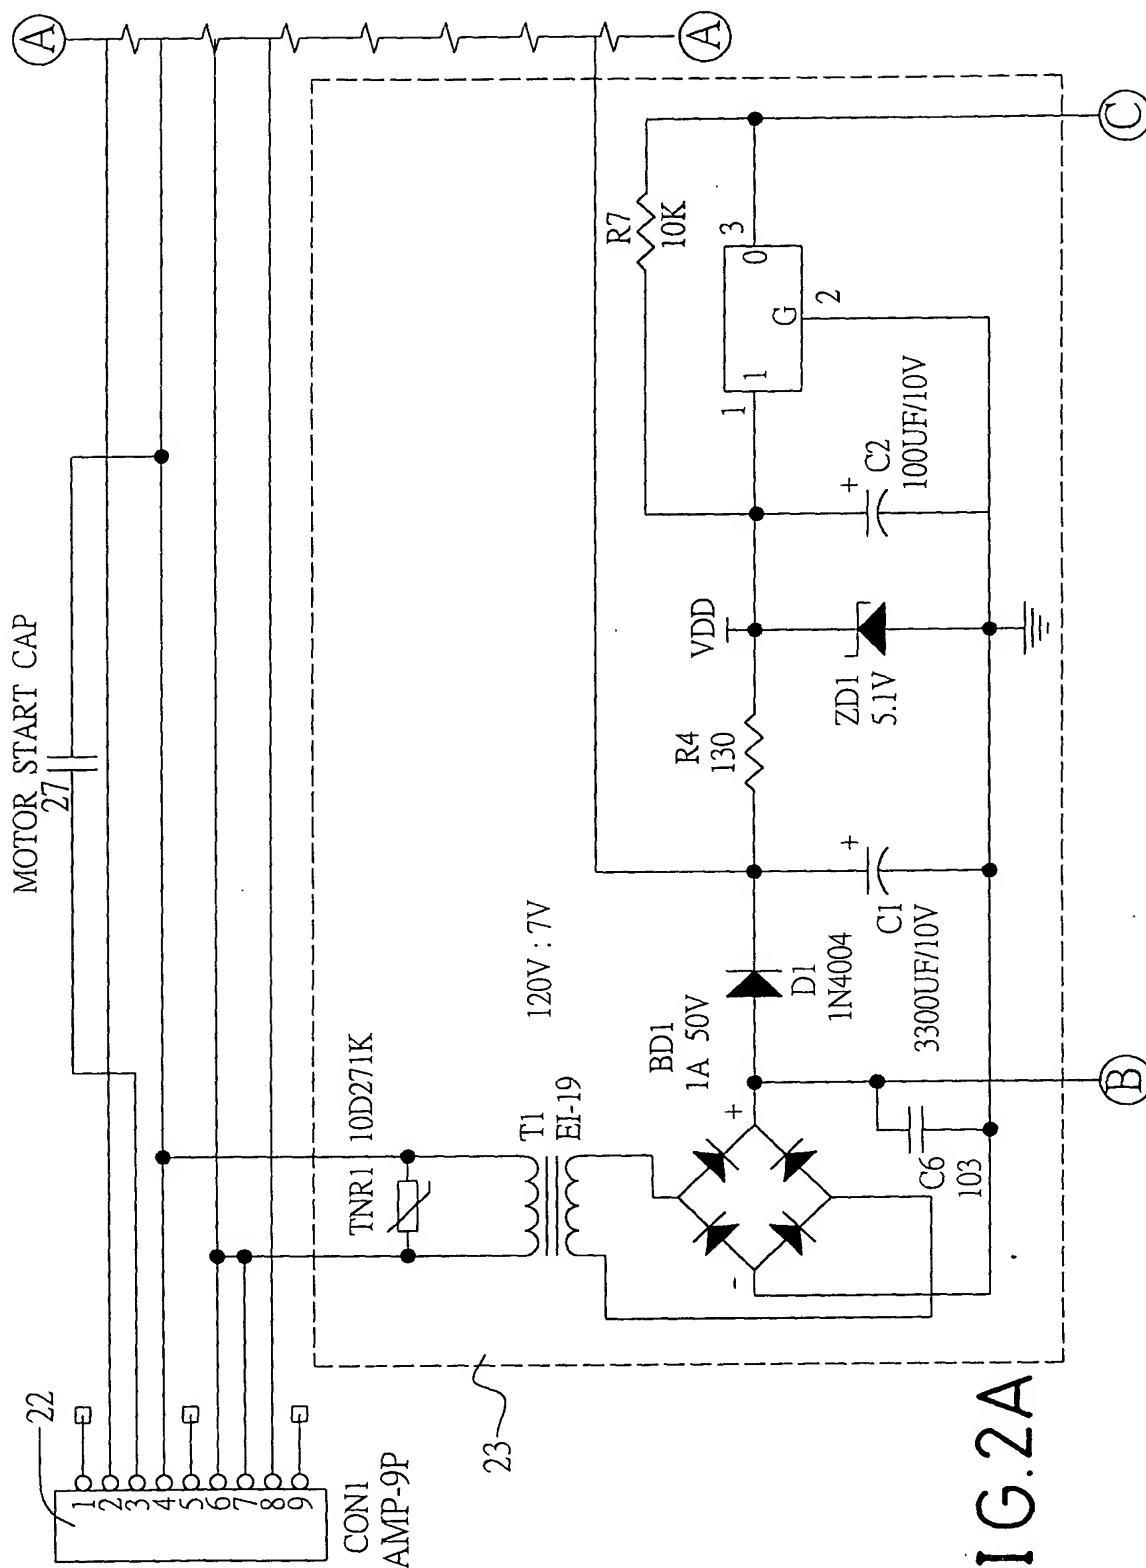 22
1
2
3
4
5
6
7
8
9
CON1
AMP-9P
MOTOR START CAP
27
A
A
23
TNR1 10D271K
T1
EI-19
120V : 7V
BD1
1A 50V
+
-
C6
103
D1
1N4004
C1
3300UF/10V
+
R4
130
VDD
ZD1
5.1V
+
C2
100UF/10V
R7
10K
1
1
G
2
0
3
B
C
IG.2A